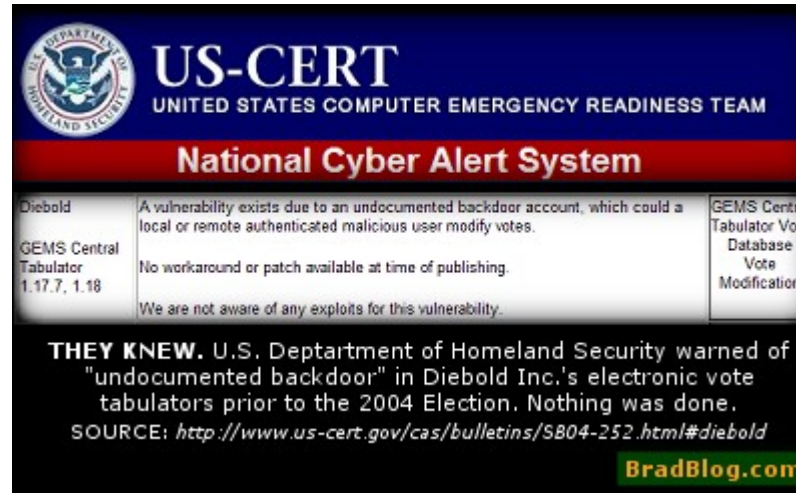 U.S. DEPARTMENT OF
HOMELAND SECURITY
US-CERT
UNITED STATES COMPUTER EMERGENCY READINESS TEAM
National Cyber Alert System
Diebold
GEMS Central
Tabulator
1.17.7, 1.18
A vulnerability exists due to an undocumented backdoor account, which could a
local or remote authenticated malicious user modify votes.
No workaround or patch available at time of publishing.
We are not aware of any exploits for this vulnerability.
GEMS Cent
Tabulator Vo
Database
Vote
Modification
THEY KNEW. U.S. Deptartment of Homeland Security warned of
"undocumented backdoor" in Diebold Inc.'s electronic vote
tabulators prior to the 2004 Election. Nothing was done.
SOURCE: http://www.us-cert.gov/cas/bulletins/SB04-252.html#diebold
BradBlog.com